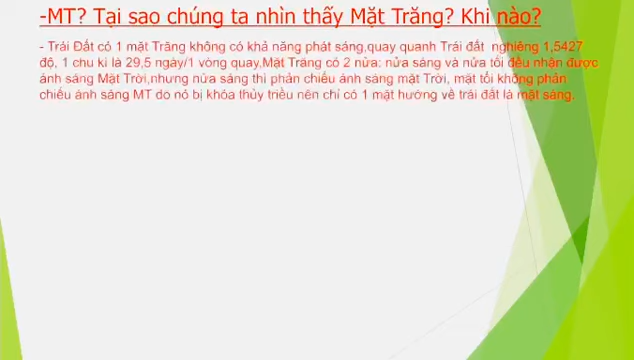 -MT? Tại sao chúng ta nhìn thấy Mặt Trăng? Khi nào?
- Trái Đất có 1 mặt Trăng không có khả năng phát sáng,quay quanh Trái đất nghiêng 1,5427
độ, 1 chu kì là 29,5 ngày/1 vòng quay,Mặt Trăng có 2 nửa: nửa sáng và nửa tối đều nhận được
ánh sáng Mặt Trời,nhưng nửa sáng thì phản chiếu ánh sáng mặt Trời, mặt tối không phản
chiếu ánh sáng MT do nó bị khóa thủy triều nên chỉ có 1 mặt hướng về trái đất là mặt sáng.